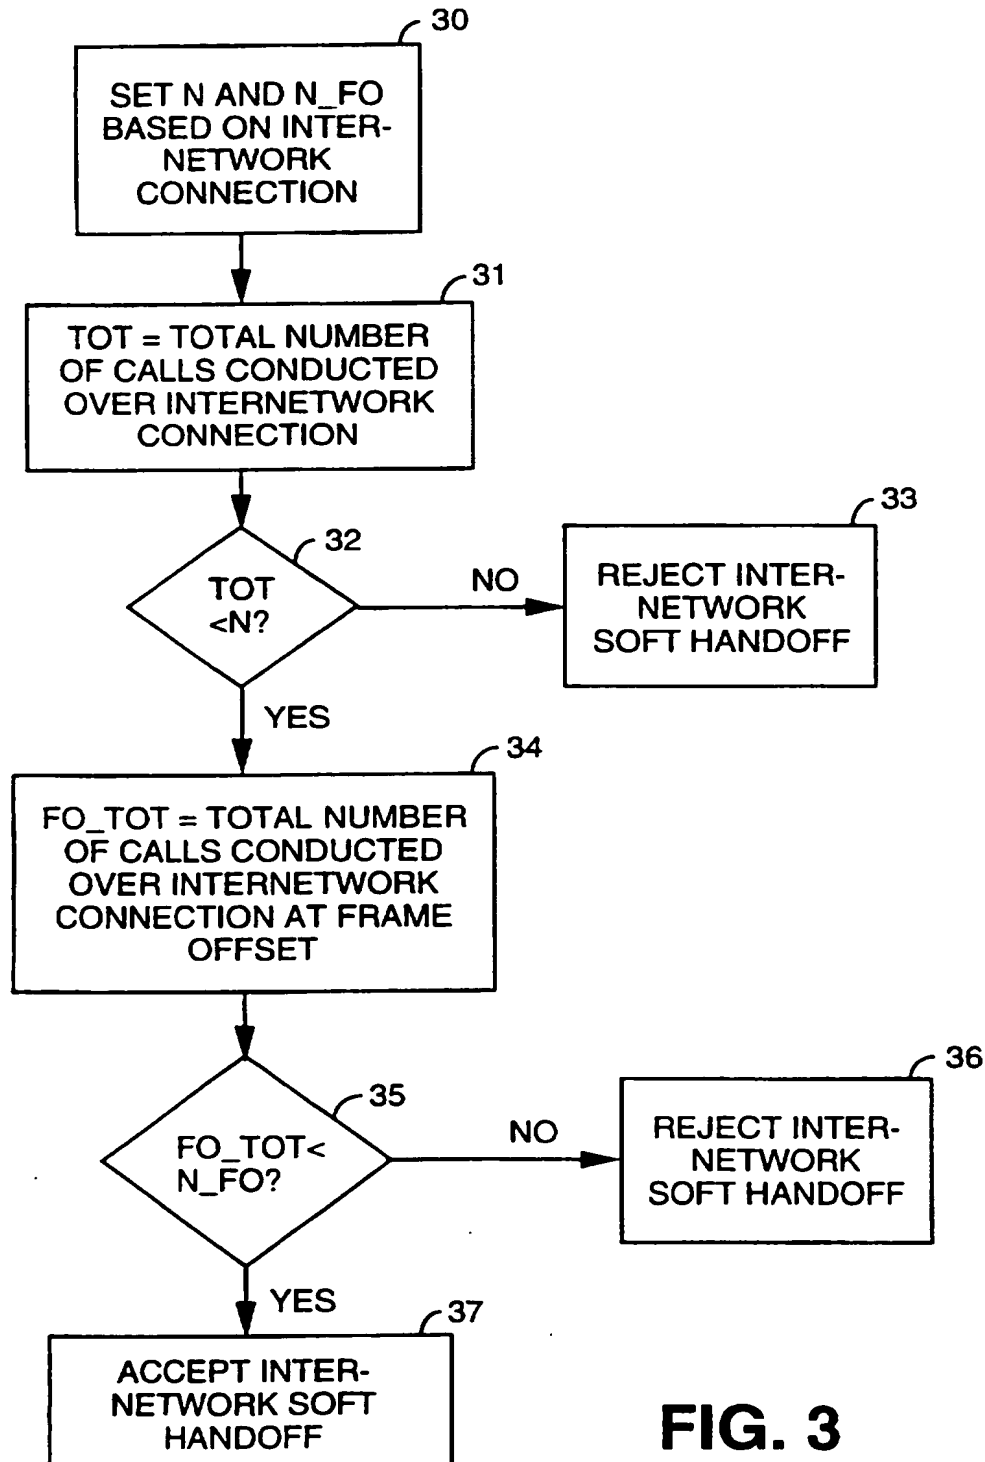 30
SET N AND N_FO
BASED ON INTER-
NETWORK
CONNECTION
31
TOT = TOTAL NUMBER
OF CALLS CONDUCTED
OVER INTERNETWORK
CONNECTION
32
TOT
<N?
NO
33
REJECT INTER-
NETWORK
SOFT HANDOFF
YES
34
FO_TOT = TOTAL NUMBER
OF CALLS CONDUCTED
OVER INTERNETWORK
CONNECTION AT FRAME
OFFSET
35
FO_TOT<
N_FO?
NO
36
REJECT INTER-
NETWORK
SOFT HANDOFF
YES
37
ACCEPT INTER-
NETWORK SOFT
HANDOFF
FIG. 3